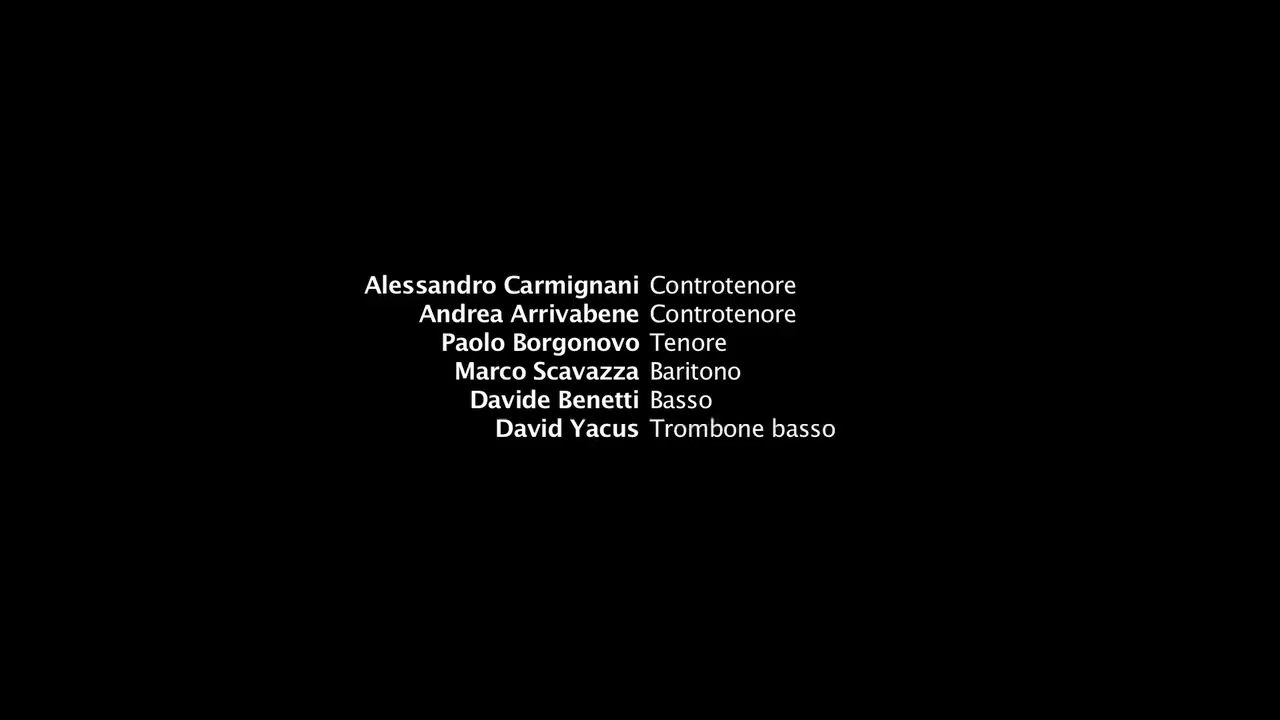 Alessandro Carmignani Controtenore
Andrea Arrivabene Controtenore
Paolo Borgonovo Tenore
Marco Scavazza Baritono
Davide Benetti Basso
David Yacus Trombone basso